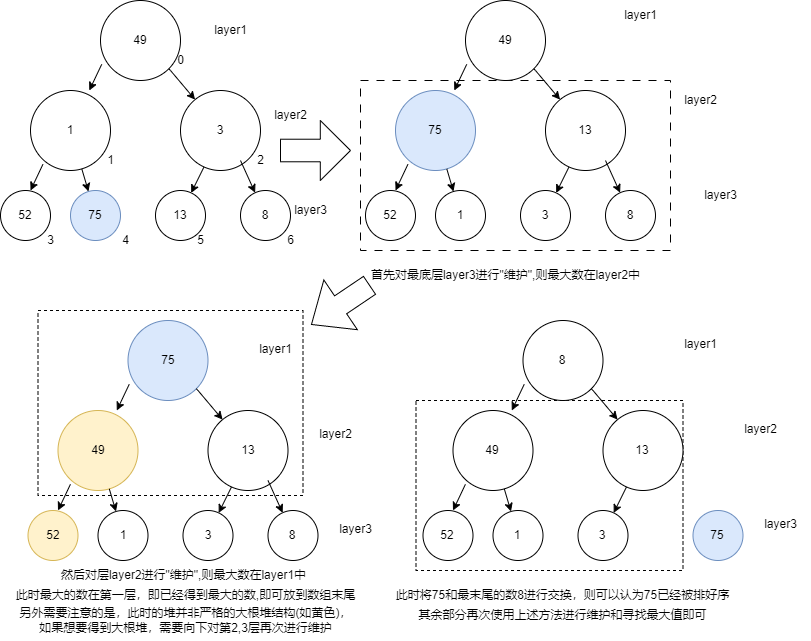 49
layer1
0
1
1
3
2
layer2
52
3
75
4
13
5
8
6
layer3
49
layer1
75
13
layer2
52
1
3
8
layer3
首先对最底层layer3进行"维护",则最大数在layer2中
75
layer1
49
13
layer2
52
1
3
8
layer3
然后对层layer2进行"维护",则最大数在layer1中
此时最大的数在第一层，即已经得到最大的数,即可放到数组末尾
另外需要注意的是，此时的堆并非严格的大根堆结构(如黄色),
如果想要得到大根堆，需要向下对第2,3层再次进行维护
8
layer1
49
13
layer2
52
1
3
75
layer3
此时将75和最末尾的数8进行交换，则可以认为75已经被排好序
其余部分再次使用上述方法进行维护和寻找最大值即可